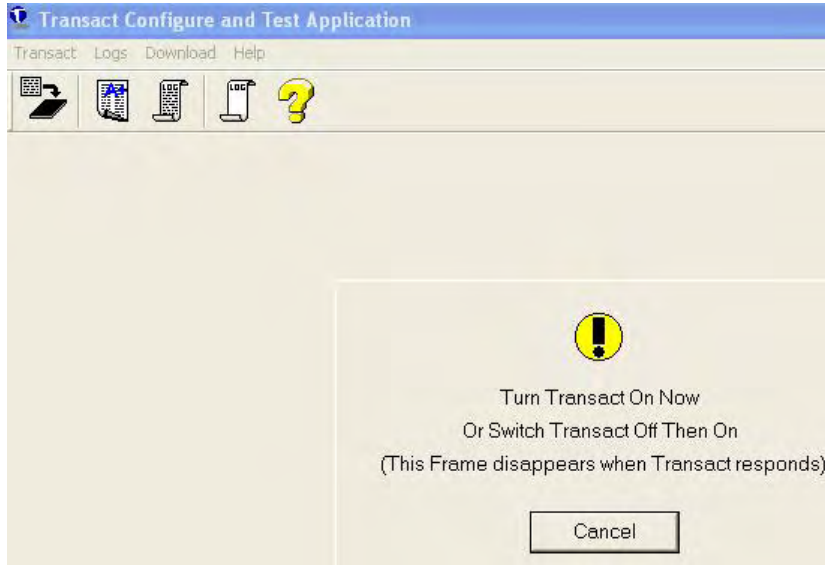 Transact Configure and Test Application
Transact Logs Download Help
A+ LOG LOG
Turn Transact On Now
Or Switch Transact Off Then On
(This Frame disappears when Transact responds)
Cancel